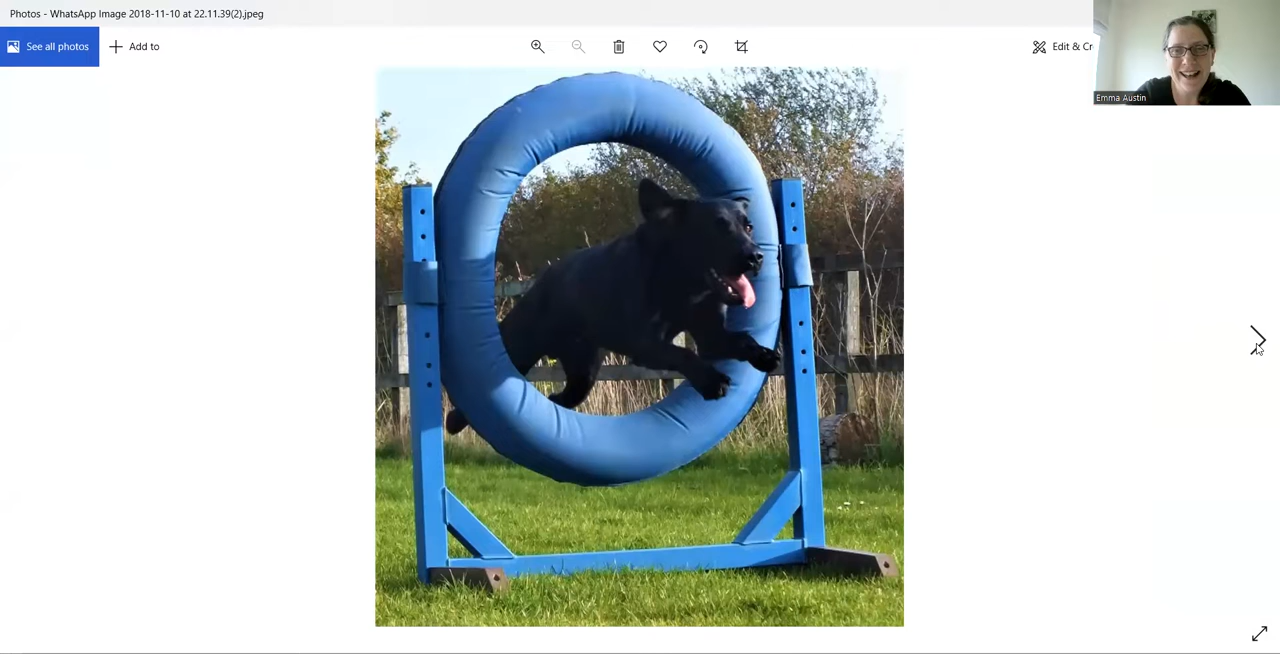 Photos - WhatsApp Image 2018-11-10 at 22.11.39(2).jpeg
See all photos
Add to
Edit & Cr
Emma Austin